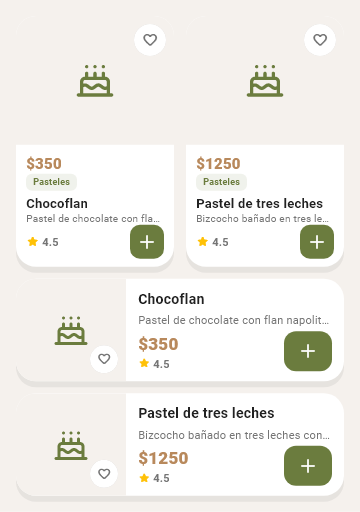 $350
Pasteles
Chocoflan
Pastel de chocolate con fla...
4.5
$1250
Pasteles
Pastel de tres leches
Bizcocho bañado en tres le...
4.5
Chocoflan
Pastel de chocolate con flan napolit...
$350
4.5
Pastel de tres leches
Bizcocho bañado en tres leches con...
$1250
4.5